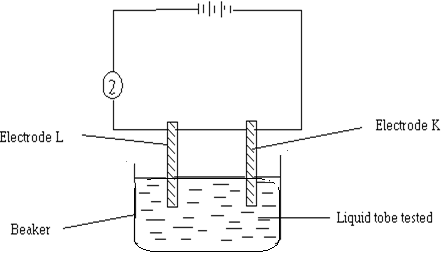 2
Electrode L
Electrode K
Liquid tobe tested
Beaker